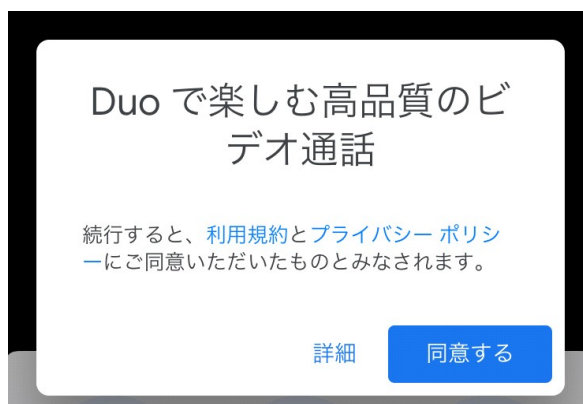 Duo で楽しむ高品質のビ
デオ通話
続行すると、利用規約とプライバシー ポリシ
ーにご同意いただいたものとみなされます。
詳細 同意する